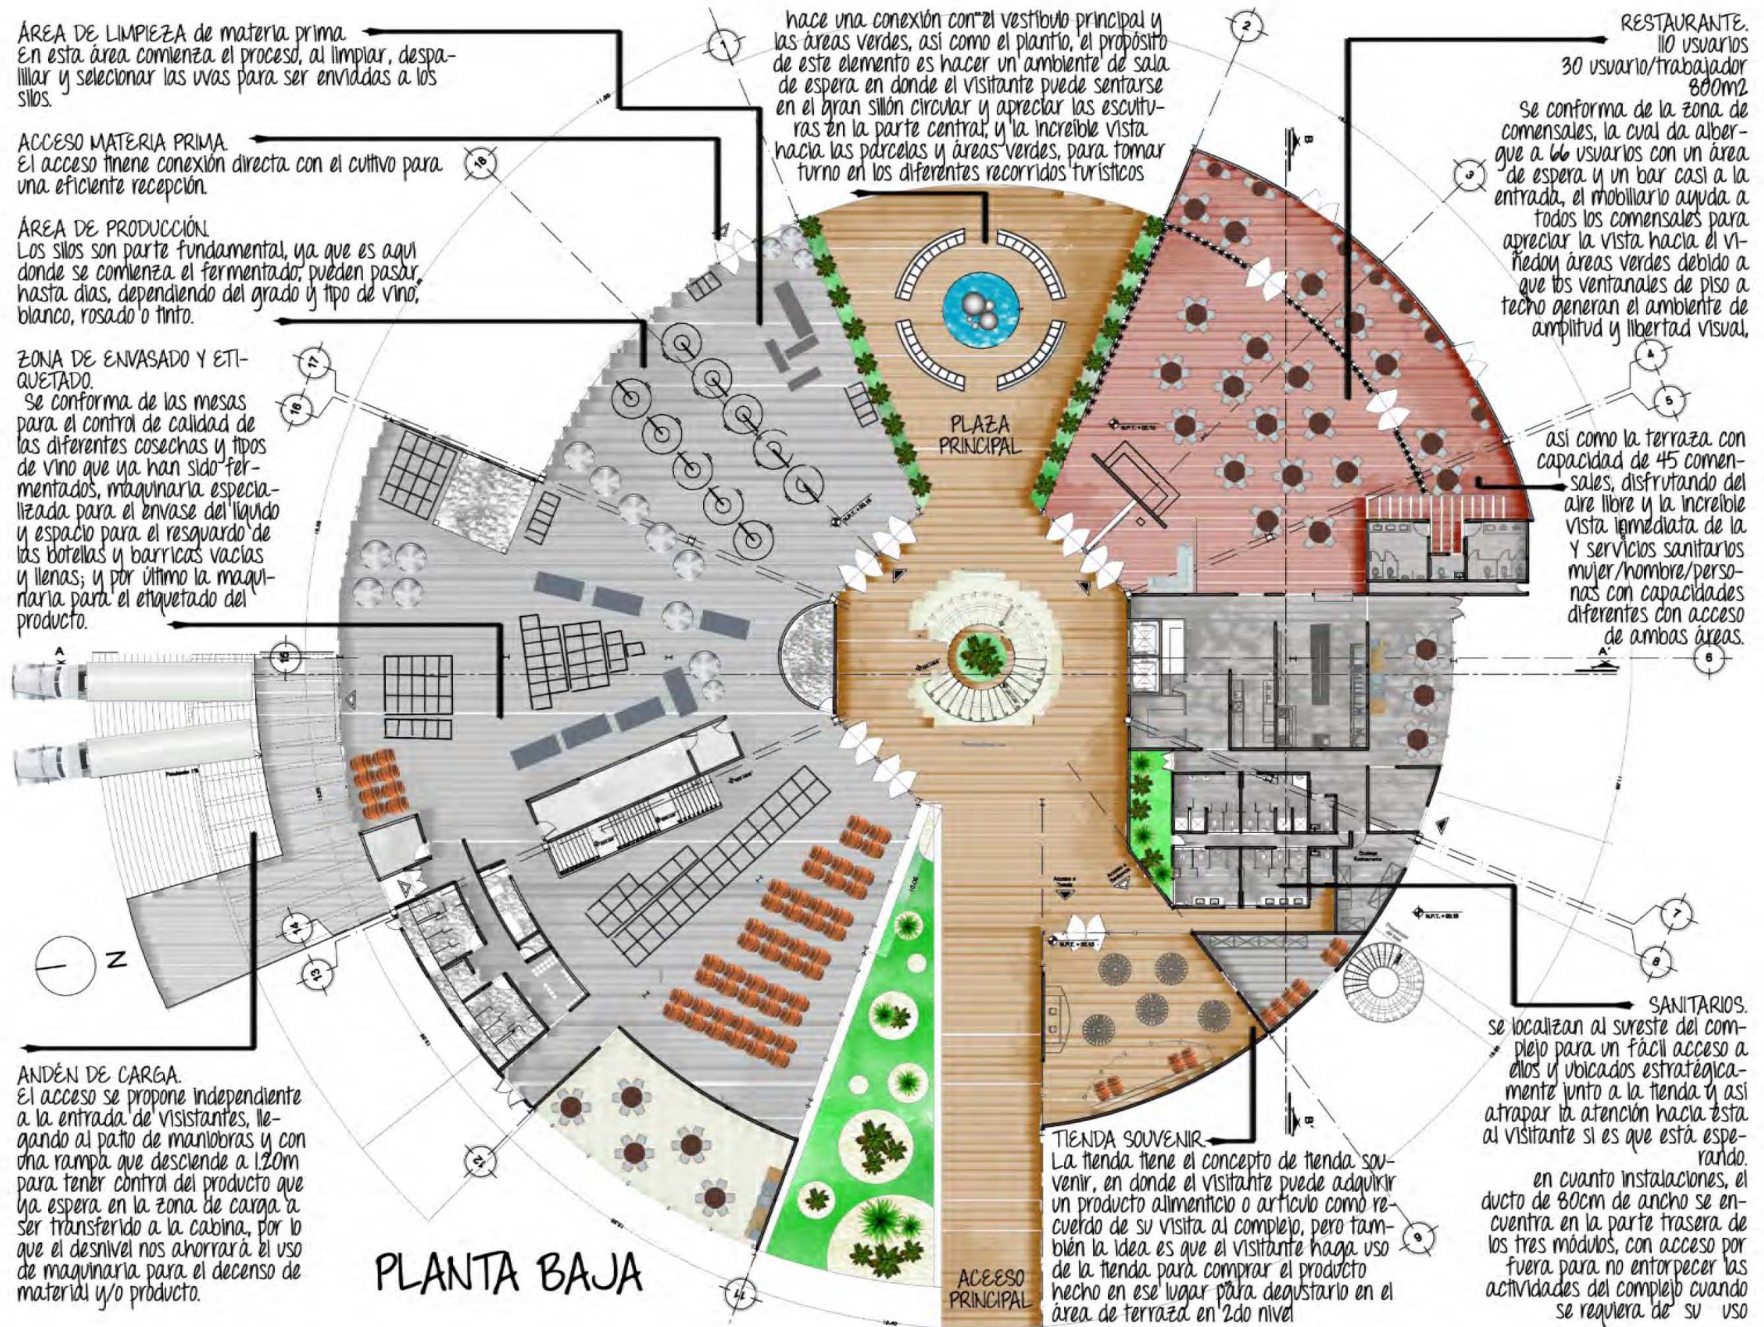 ÁREA DE LIMPIEZA de materia prima
En esta área comienza el proceso, al limpiar, despa-
lillar y selecionar las uvas para ser enviadas a los
silos.
ACCESO MATERIA PRIMA.
El acceso tinene conexión directa con el cultivo para
una eficiente recepción.
ÁREA DE PRODUCCIÓN.
Los silos son parte fundamental, ya que es aquí
donde se comienza el fermentado, pueden pasar
hasta días, dependiendo del grado y tipo de vino,
blanco, rosado o tinto.
ZONA DE ENVASADO Y ETI-
QUETADO.
Se conforma de las mesas
para el control de calidad de
las diferentes cosechas y tipos
de vino que ya han sido fer-
mentados, maquinaria especia-
lizada para el envase del líquido
y espacio para el resguardo de
las botellas y barricas vacías
y llenas; y por último la maqui-
naria para el etiquetado del
producto.
ANDÉN DE CARGA.
El acceso se propone independiente
a la entrada de visistantes, lle-
gando al patio de maniobras y con
una rampa que desciende a 1.20m
para tener control del producto que
ya espera en la zona de carga a
ser transferido a la cabina, por lo
que el desnivel nos ahorrará el uso
de maquinaria para el decenso de
material y/o producto.
hace una conexión con el vestíbulo principal y
las áreas verdes, así como el plantío, el propósito
de este elemento es hacer un ambiente de sala
de espera en donde el visitante puede sentarse
en el gran sillón circular y apreciar las escultu-
ras en la parte central, y la increíble vista
hacia las parcelas y áreas verdes, para tomar
turno en los diferentes recorridos turísticos
RESTAURANTE.
110 usuarios
30 usuario/trabajador
800m2
Se conforma de la zona de
comensales, la cual da alber-
gue a 66 usuarios con un área
de espera y un bar casi a la
entrada, el mobiliario ayuda a
todos los comensales para
apreciar la vista hacia el vi-
ñedoy áreas verdes debido a
que los ventanales de piso a
techo generan el ambiente de
amplitud y libertad visual,
así como la terraza con
capacidad de 45 comen-
sales, disfrutando del
aire libre y la increíble
vista inmediata de la
Y servicios sanitarios
mujer/hombre/perso-
nas con capacidades
diferentes con acceso
de ambas áreas.
SANITARIOS.
se localizan al sureste del com-
plejo para un fácil acceso a
ellos y ubicados estratégica-
mente junto a la tienda y así
atrapar la atención hacia ésta
al visitante si es que está espe-
rando.
en cuanto instalaciones, el
ducto de 80cm de ancho se en-
cuentra en la parte trasera de
los tres módulos, con acceso por
fuera para no entorpecer las
actividades del complejo cuando
se requiera de su uso
TIENDA SOUVENIR
La tienda tiene el concepto de tienda sou-
venir, en donde el visitante puede adquirir
un producto alimenticio o artículo como re-
cuerdo de su visita al complejo, pero tam-
bién la idea es que el visitante haga uso
de la tienda para comprar el producto
hecho en ese lugar para degustarlo en el
área de terraza en 2do nivel
PLAZA
PRINCIPAL
ACCESO
PRINCIPAL
PLANTA BAJA
N
1
2
3
4
5
6
7
8
9
11
12
13
14
15
16
17
18
A
A'
B
B'